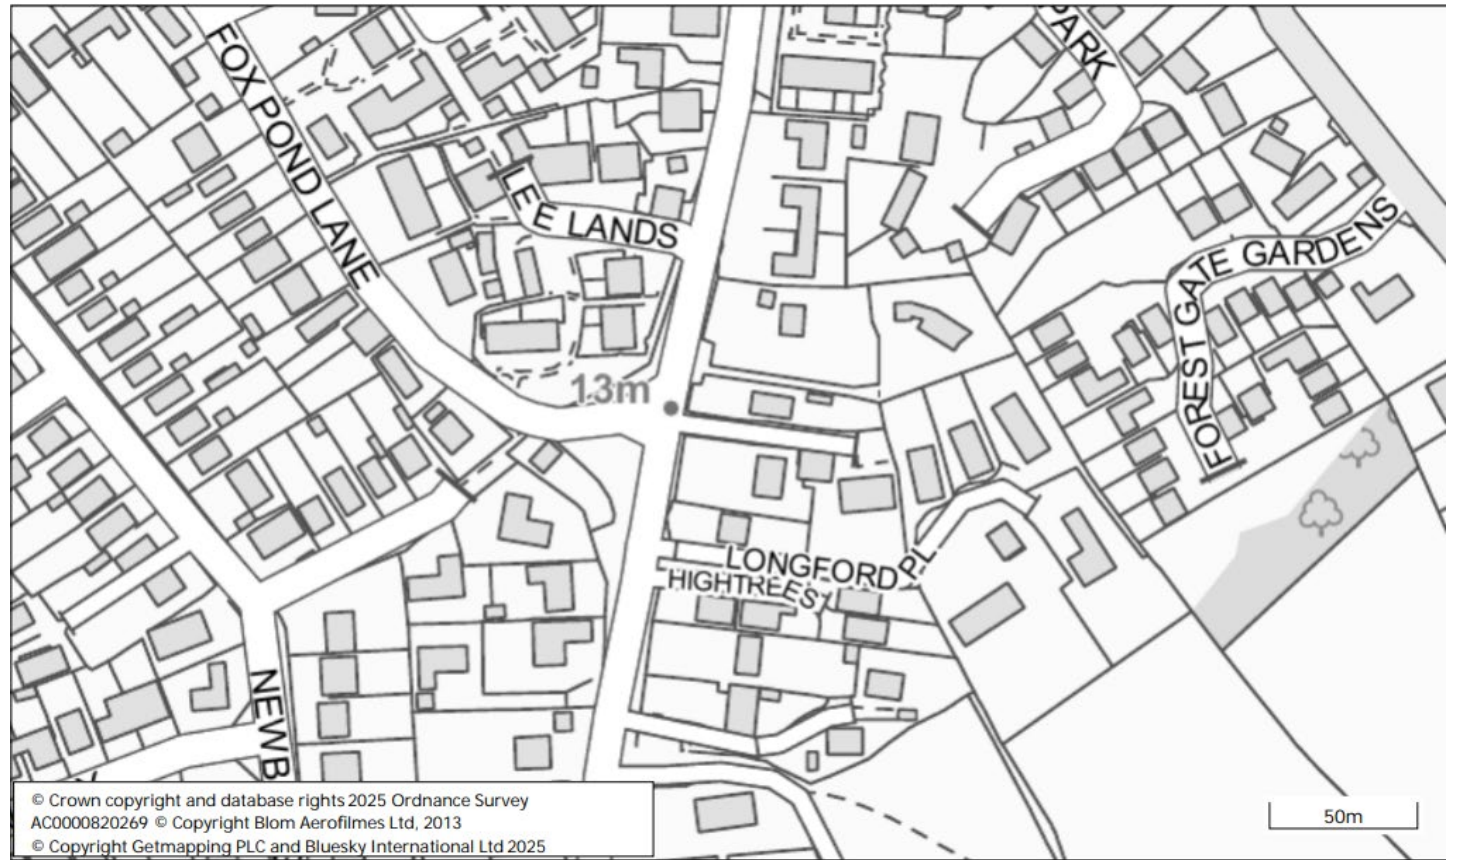 PARK
FOX POND LANE
LEE LANDS
FOREST GATE GARDENS
13m
LONGFORD PL
HIGHTREES
NEWB
© Crown copyright and database rights 2025 Ordnance Survey
AC0000820269 © Copyright Blom Aerofilmes Ltd, 2013
© Copyright Getmapping PLC and Bluesky International Ltd 2025
50m